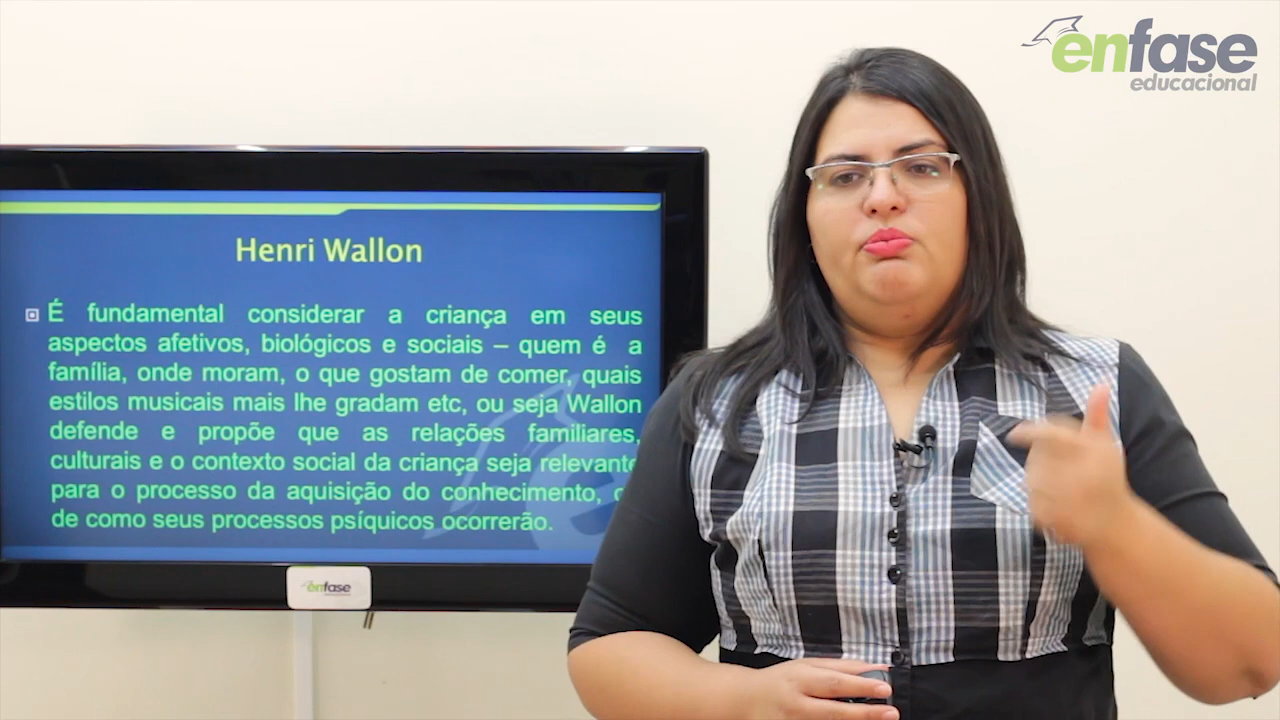 enfase
educacional
Henri Wallon
É fundamental considerar a criança em seus
aspectos afetivos, biológicos e sociais – quem é a
família, onde moram, o que gostam de comer, quais
estilos musicais mais lhe gradam etc, ou seja Wallon
defende e propõe que as relações familiares,
culturais e o contexto social da criança seja relevante
para o processo da aquisição do conhecimento,
de como seus processos psíquicos ocorrerão.
enfase